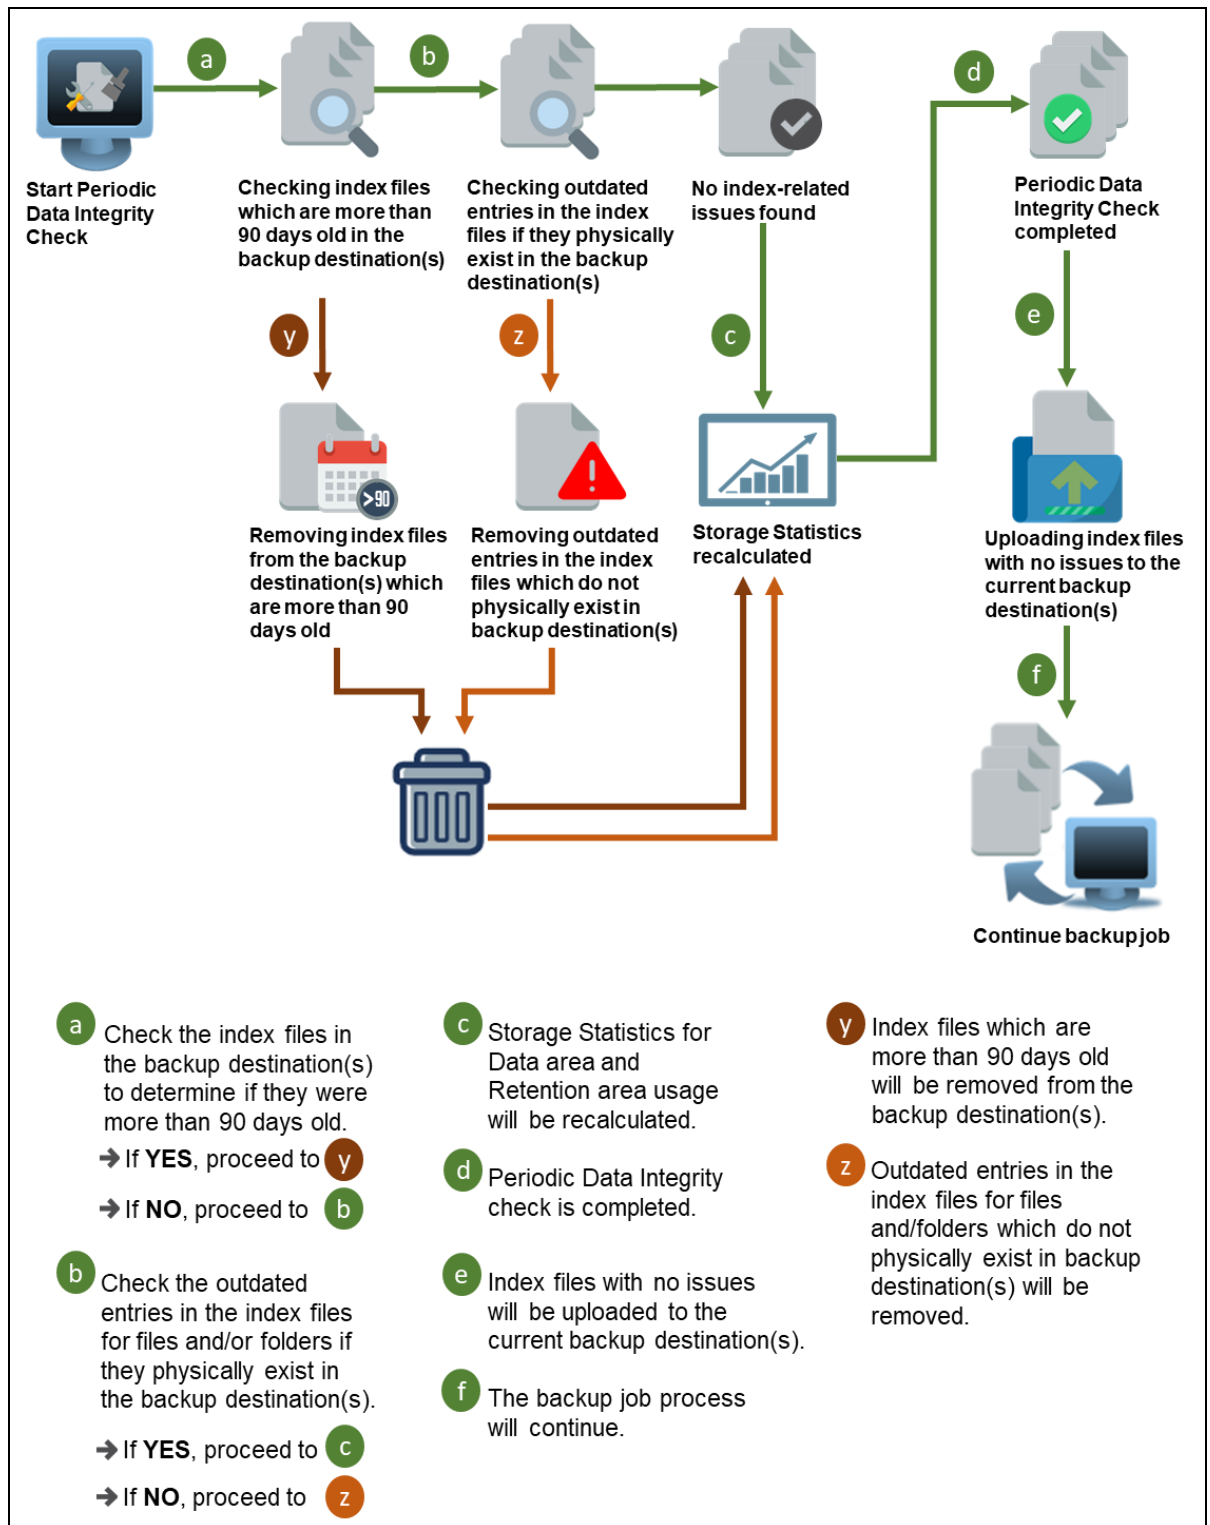 a
b
d
Start Periodic
Data Integrity
Check
Checking index files
which are more than
90 days old in the
backup destination(s)
Checking outdated
entries in the index
files if they physically
exist in the backup
destination(s)
No index-related
issues found
Periodic Data
Integrity Check
completed
y
z
c
e
>90
Removing index files
from the backup
destination(s) which
are more than 90
days old
Removing outdated
entries in the index
files which do not
physically exist in
backup destination(s)
Storage Statistics
recalculated
Uploading index files
with no issues to the
current backup
destination(s)
f
Continue backup job
a
Check the index files in
the backup destination(s)
to determine if they were
more than 90 days old.
➔ If YES, proceed to y
➔ If NO, proceed to b
b
Check the outdated
entries in the index files
for files and/or folders if
they physically exist in
the backup destination(s).
➔ If YES, proceed to c
➔ If NO, proceed to z
c
Storage Statistics for
Data area and
Retention area usage
will be recalculated.
d
Periodic Data Integrity
check is completed.
e
Index files with no issues
will be uploaded to the
current backup destination(s).
f
The backup job process
will continue.
y
Index files which are
more than 90 days old
will be removed from the
backup destination(s).
z
Outdated entries in the
index files for files
and/folders which do not
physically exist in backup
destination(s) will be
removed.